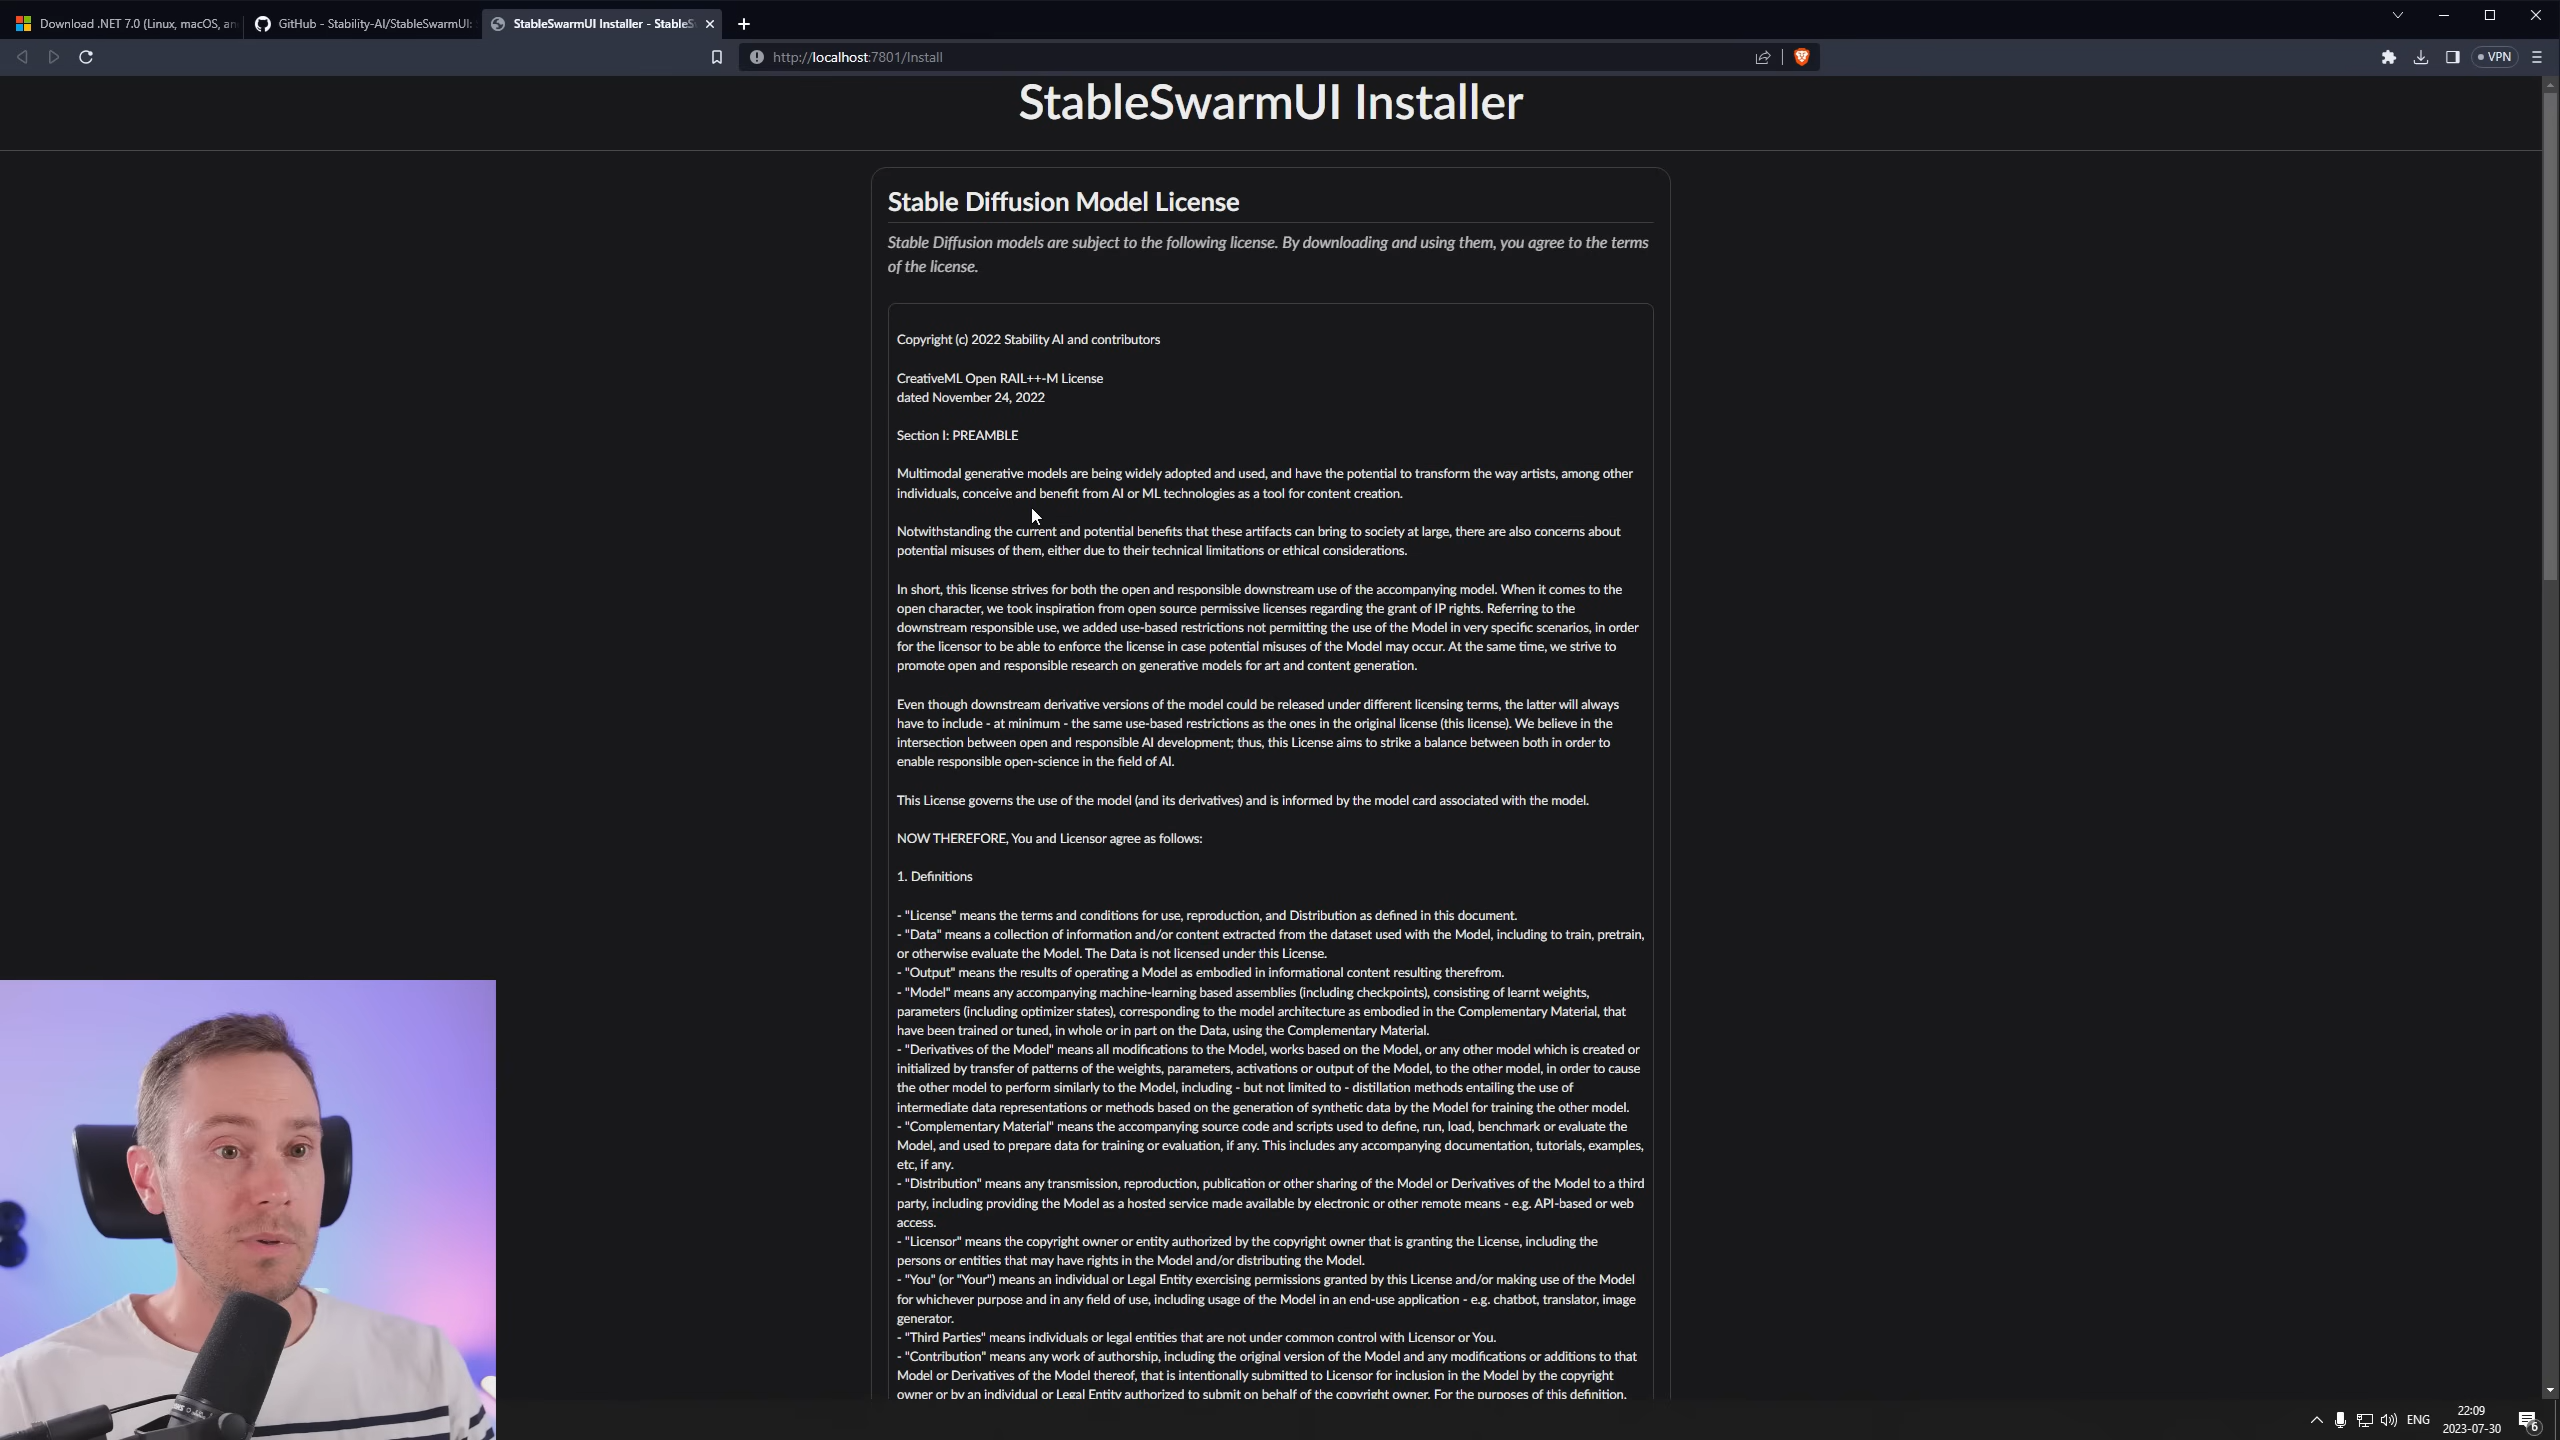 Download .NET 7.0 (Linux, macOS, an
GitHub - Stability-AI/StableSwarmUI:
StableSwarmUI Installer - StableS
http://localhost:7801/Install
VPN
StableSwarmUI Installer
Stable Diffusion Model License
Stable Diffusion models are subject to the following license. By downloading and using them, you agree to the terms
of the license.
Copyright (c) 2022 Stability AI and contributors
CreativeML Open RAIL++-M License
dated November 24, 2022
Section I: PREAMBLE
Multimodal generative models are being widely adopted and used, and have the potential to transform the way artists, among other
individuals, conceive and benefit from AI or ML technologies as a tool for content creation.
Notwithstanding the current and potential benefits that these artifacts can bring to society at large, there are also concerns about
potential misuses of them, either due to their technical limitations or ethical considerations.
In short, this license strives for both the open and responsible downstream use of the accompanying model. When it comes to the
open character, we took inspiration from open source permissive licenses regarding the grant of IP rights. Referring to the
downstream responsible use, we added use-based restrictions not permitting the use of the Model in very specific scenarios, in order
for the licensor to be able to enforce the license in case potential misuses of the Model may occur. At the same time, we strive to
promote open and responsible research on generative models for art and content generation.
Even though downstream derivative versions of the model could be released under different licensing terms, the latter will always
have to include - at minimum - the same use-based restrictions as the ones in the original license (this license). We believe in the
intersection between open and responsible AI development; thus, this License aims to strike a balance between both in order to
enable responsible open-science in the field of AI.
This License governs the use of the model (and its derivatives) and is informed by the model card associated with the model.
NOW THEREFORE, You and Licensor agree as follows:
1. Definitions
- "License" means the terms and conditions for use, reproduction, and Distribution as defined in this document.
- "Data" means a collection of information and/or content extracted from the dataset used with the Model, including to train, pretrain,
or otherwise evaluate the Model. The Data is not licensed under this License.
- "Output" means the results of operating a Model as embodied in informational content resulting therefrom.
- "Model" means any accompanying machine-learning based assemblies (including checkpoints), consisting of learnt weights,
parameters (including optimizer states), corresponding to the model architecture as embodied in the Complementary Material, that
have been trained or tuned, in whole or in part on the Data, using the Complementary Material.
- "Derivatives of the Model" means all modifications to the Model, works based on the Model, or any other model which is created or
initialized by transfer of patterns of the weights, parameters, activations or output of the Model, to the other model, in order to cause
the other model to perform similarly to the Model, including - but not limited to - distillation methods entailing the use of
intermediate data representations or methods based on the generation of synthetic data by the Model for training the other model.
- "Complementary Material" means the accompanying source code and scripts used to define, run, load, benchmark or evaluate the
Model, and used to prepare data for training or evaluation, if any. This includes any accompanying documentation, tutorials, examples,
etc, if any.
- "Distribution" means any transmission, reproduction, publication or other sharing of the Model or Derivatives of the Model to a third
party, including providing the Model as a hosted service made available by electronic or other remote means - e.g. API-based or web
access.
- "Licensor" means the copyright owner or entity authorized by the copyright owner that is granting the License, including the
persons or entities that may have rights in the Model and/or distributing the Model.
- "You" (or "Your") means an individual or Legal Entity exercising permissions granted by this License and/or making use of the Model
for whichever purpose and in any field of use, including usage of the Model in an end-use application - e.g. chatbot, translator, image
generator.
- "Third Parties" means individuals or legal entities that are not under common control with Licensor or You.
- "Contribution" means any work of authorship, including the original version of the Model and any modifications or additions to that
Model or Derivatives of the Model thereof, that is intentionally submitted to Licensor for inclusion in the Model by the copyright
owner or by an individual or Legal Entity authorized to submit on behalf of the copyright owner. For the purposes of this definition,
ENG
22:09
2023-07-30
6